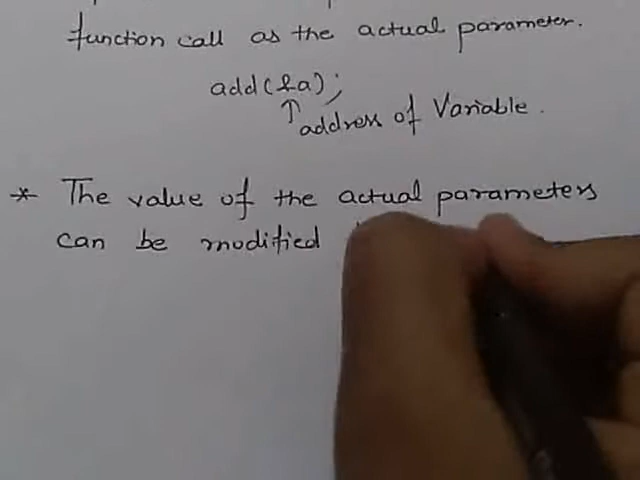 function call as the actual parameter.
add(&a);
↑ address of Variable.
* The value of the actual parameters
can be modified